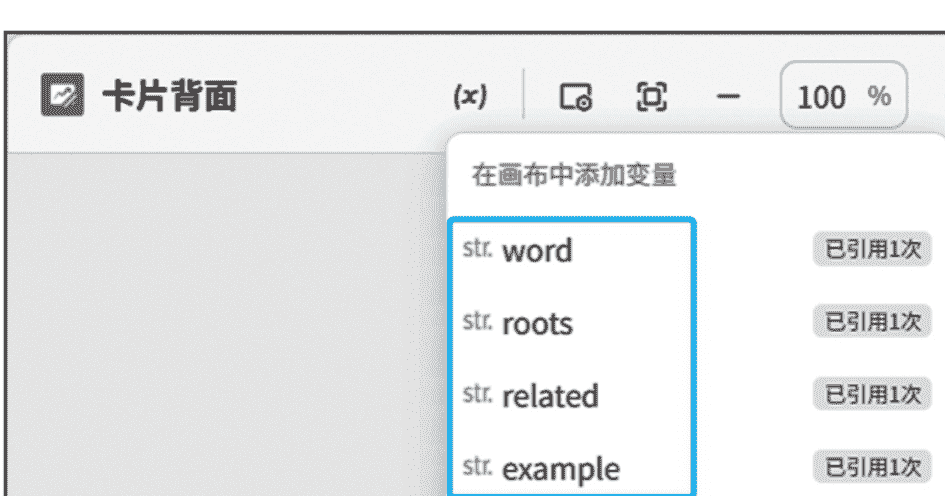 卡片背面 (x) 100 %
在画布中添加变量
str. word 已引用1次
str. roots 已引用1次
str. related 已引用1次
str. example 已引用1次